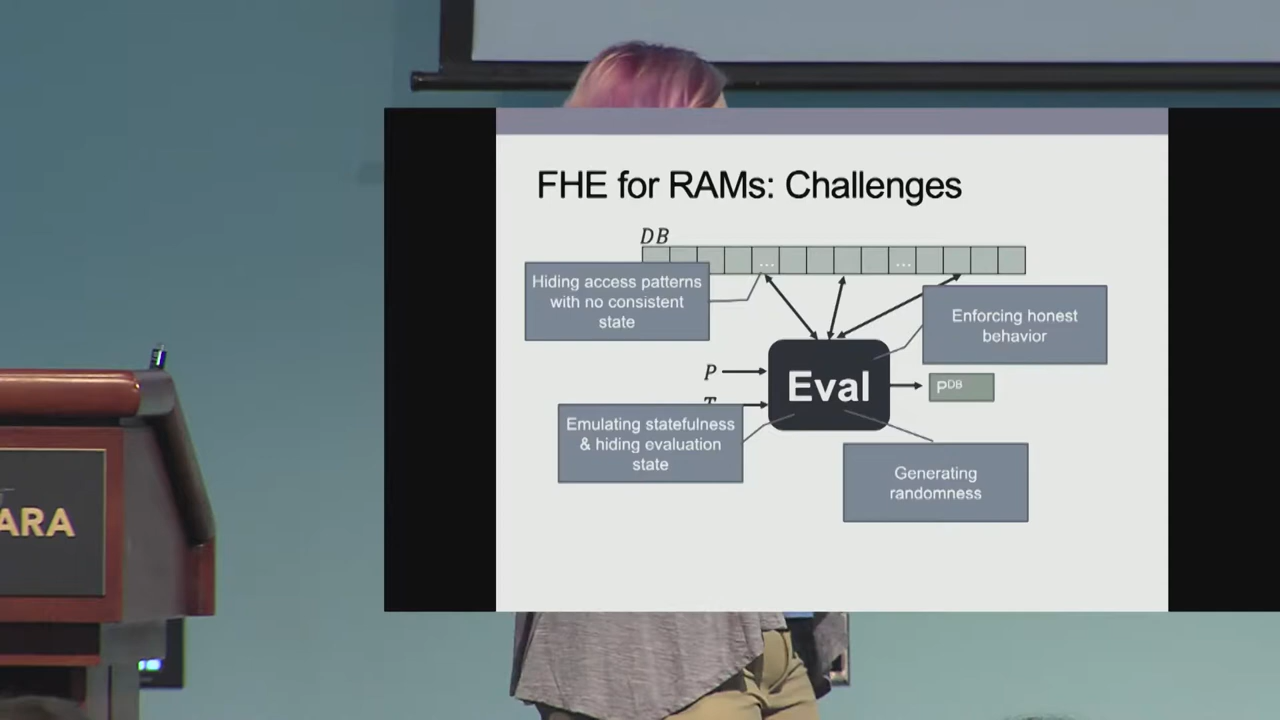 FHE for RAMs: Challenges
DB
...
...
Hiding access patterns
with no consistent
state
Enforcing honest
behavior
P
Eval
PDB
Emulating statefulness
& hiding evaluation
state
Generating
randomness
ARA